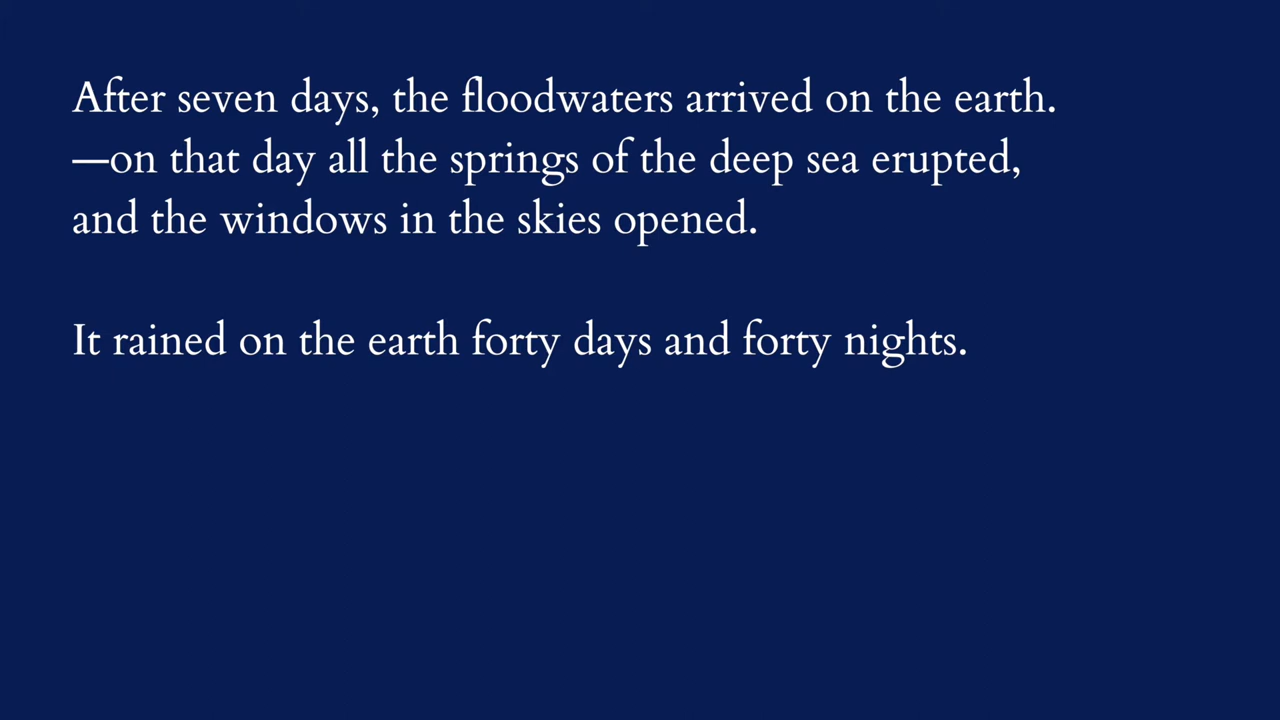 After seven days, the floodwaters arrived on the earth.
—on that day all the springs of the deep sea erupted,
and the windows in the skies opened.
It rained on the earth forty days and forty nights.